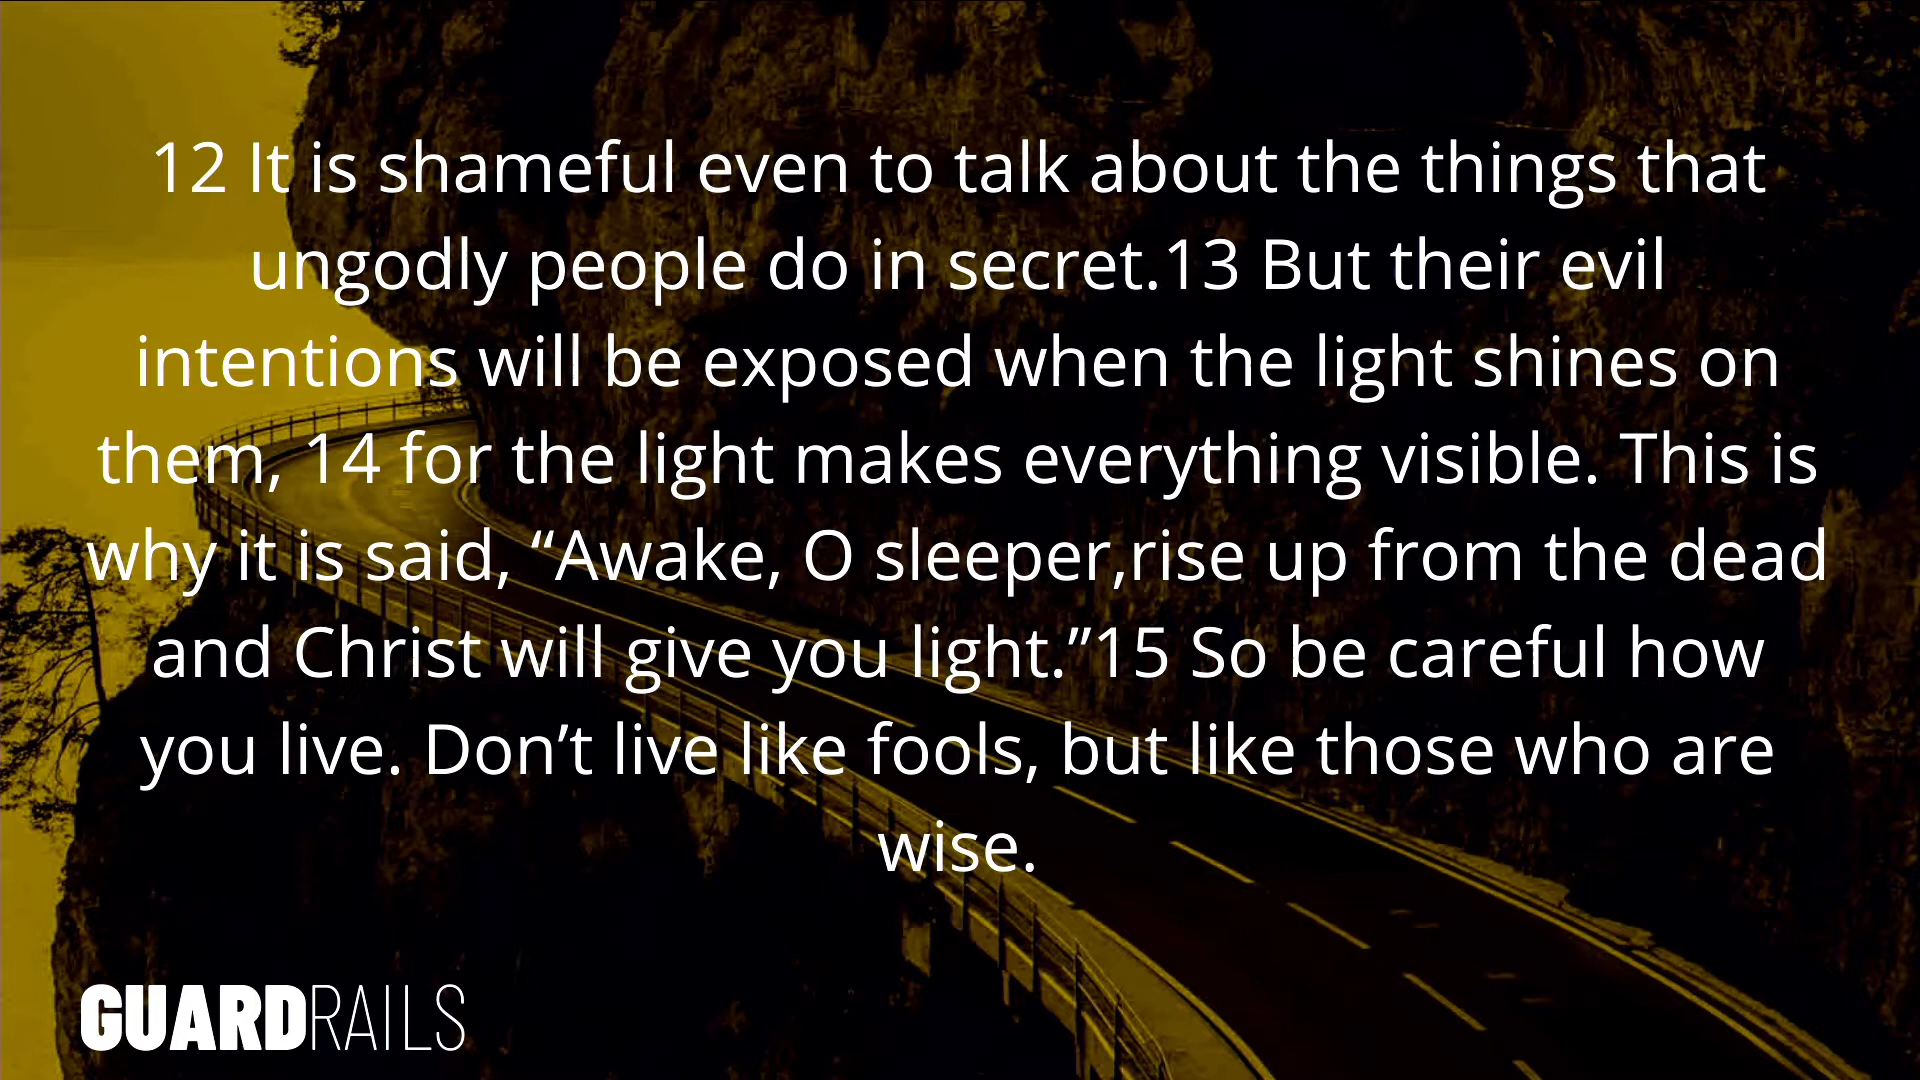 12 It is shameful even to talk about the things that
ungodly people do in secret.13 But their evil
intentions will be exposed when the light shines on
them, 14 for the light makes everything visible. This is
why it is said, “Awake, O sleeper,rise up from the dead
and Christ will give you light.”15 So be careful how
you live. Don’t live like fools, but like those who are
wise.
GUARDRAILS